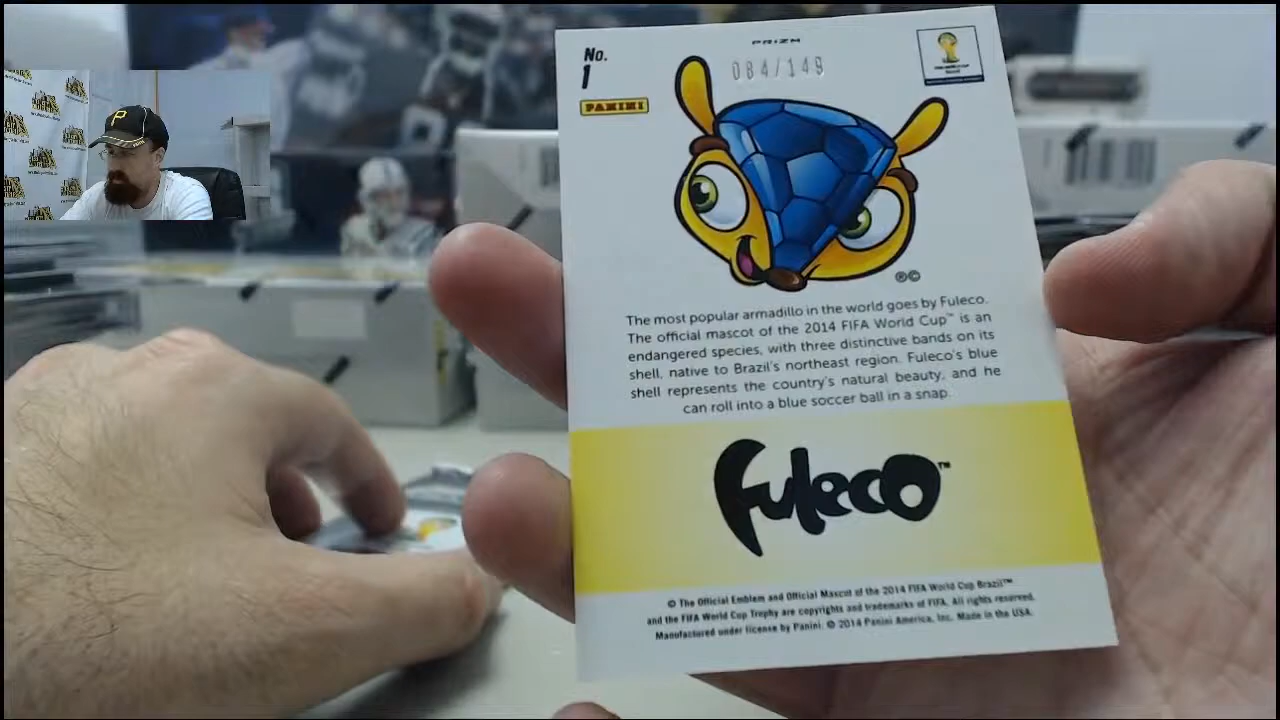 PRIZM
No.
1
084/149
PANINI
The most popular armadillo in the world goes by Fuleco.
The official mascot of the 2014 FIFA World Cup™ is an
endangered species, with three distinctive bands on its
shell, native to Brazil's northeast region. Fuleco's blue
shell represents the country's natural beauty, and he
can roll into a blue soccer ball in a snap.
®©
Fuleco™
© The Official Emblem and Official Mascot of the 2014 FIFA World Cup Brazil™
and the FIFA World Cup Trophy are copyrights and trademarks of FIFA. All rights reserved.
Manufactured under license by Panini. © 2014 Panini America, Inc. Made in the USA.
P